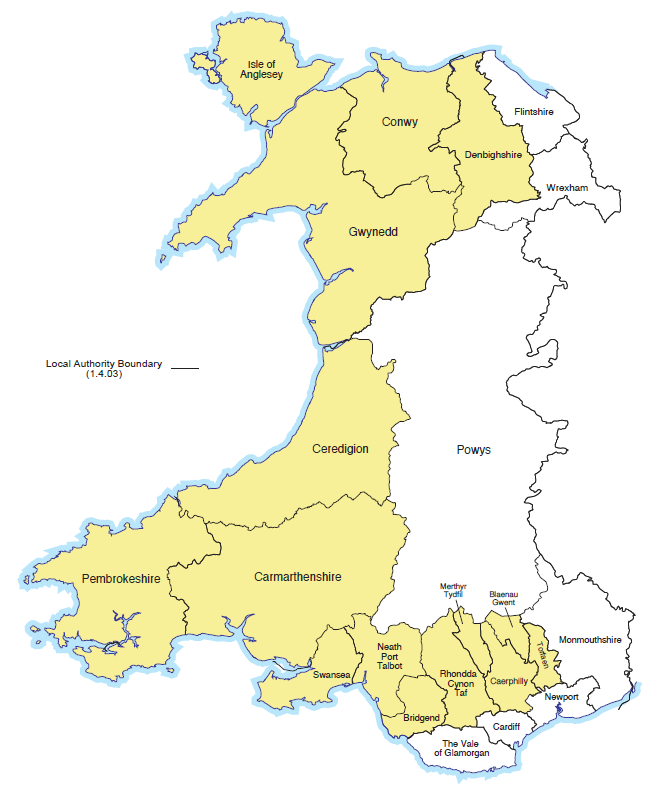 Isle of
Anglesey
Flintshire
Conwy
Denbighshire
Wrexham
Gwynedd
Local Authority Boundary
(1.4.03)
Ceredigion
Powys
Pembrokeshire
Carmarthenshire
Merthyr
Tydfil
Blaenau
Gwent
Monmouthshire
Neath
Port
Talbot
Torfaen
Swansea
Rhondda
Cynon
Taf
Caerphilly
Newport
Bridgend
Cardiff
The Vale
of Glamorgan